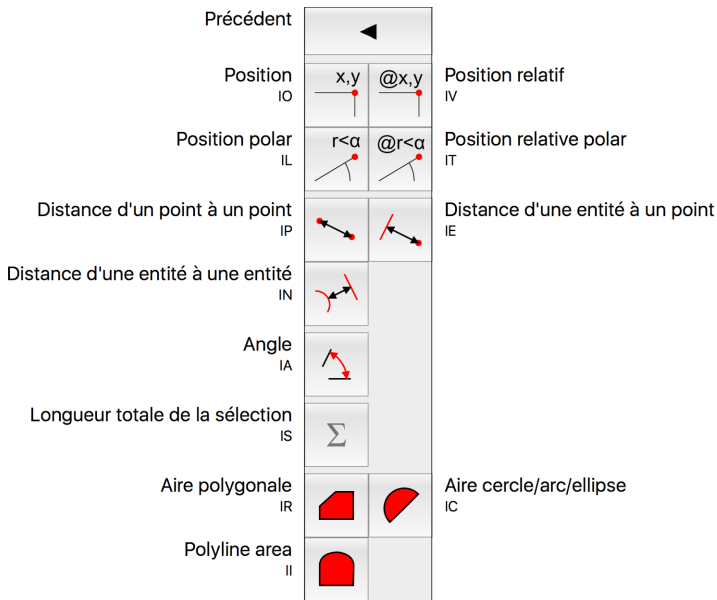 Précédent
Position
IO
x,y
@x,y
Position relatif
IV
Position polar
IL
r<α
@r<α
Position relative polar
IT
Distance d'un point à un point
IP
Distance d'une entité à un point
IE
Distance d'une entité à une entité
IN
Angle
IA
Longueur totale de la sélection
IS
Σ
Aire polygonale
IR
Aire cercle/arc/ellipse
IC
Polyline area
II